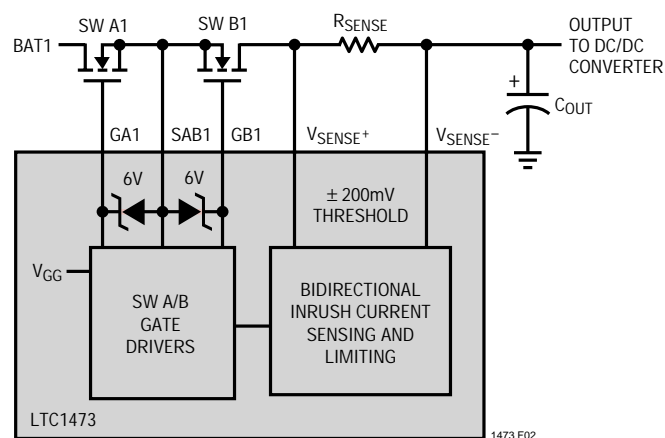 SW A1
SW B1
RSENSE
BAT1
OUTPUT
TO DC/DC
CONVERTER
+
COUT
GA1
SAB1
GB1
VSENSE+
VSENSE–
6V
6V
± 200mV
THRESHOLD
VGG
SW A/B
GATE
DRIVERS
BIDIRECTIONAL
INRUSH CURRENT
SENSING AND
LIMITING
LTC1473
1473 F02